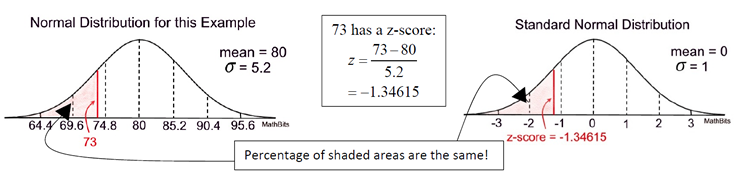 Normal Distribution for this Example
mean = 80
σ = 5.2
64.4 69.6 74.8 80 85.2 90.4 95.6 MathBits
73
73 has a z-score:
z = \frac{73 - 80}{5.2}
= -1.34615
Standard Normal Distribution
mean = 0
σ = 1
-3 -2 -1 0 1 2 3 MathBits
z-score = -1.34615
Percentage of shaded areas are the same!